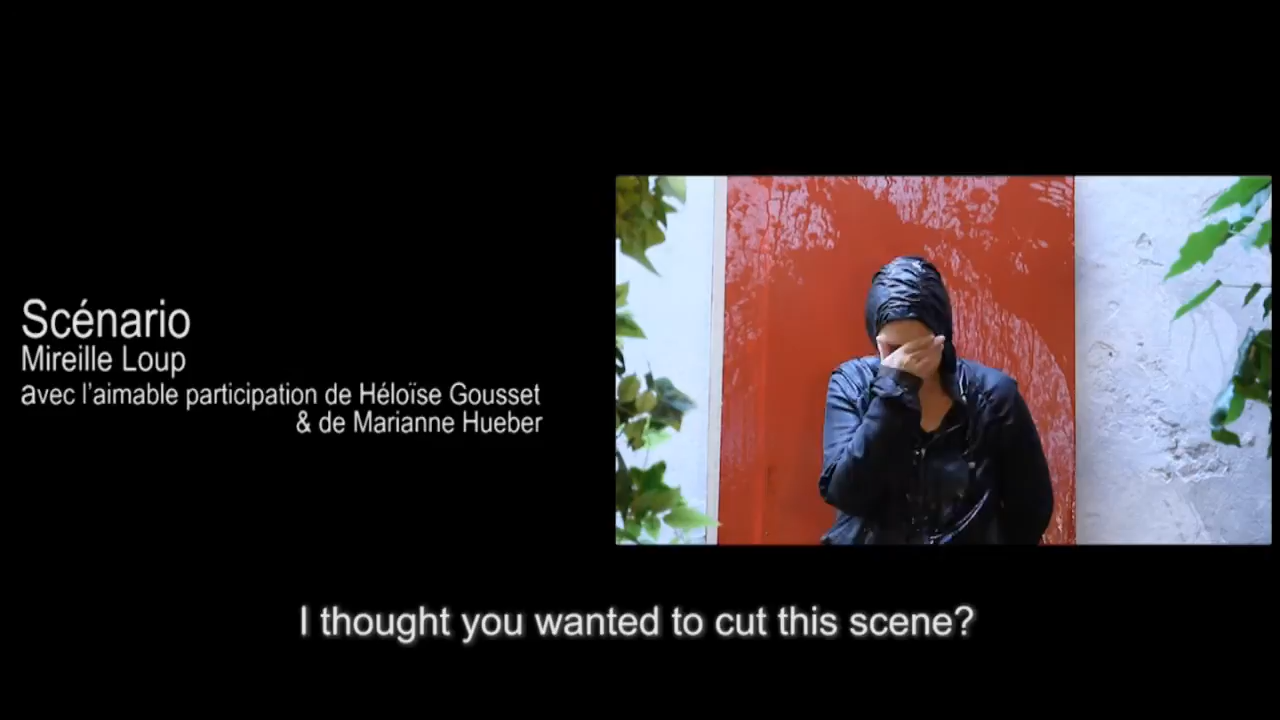 Scénario
Mireille Loup
avec l'aimable participation de Héloïse Gousset
& de Marianne Hueber
I thought you wanted to cut this scene?